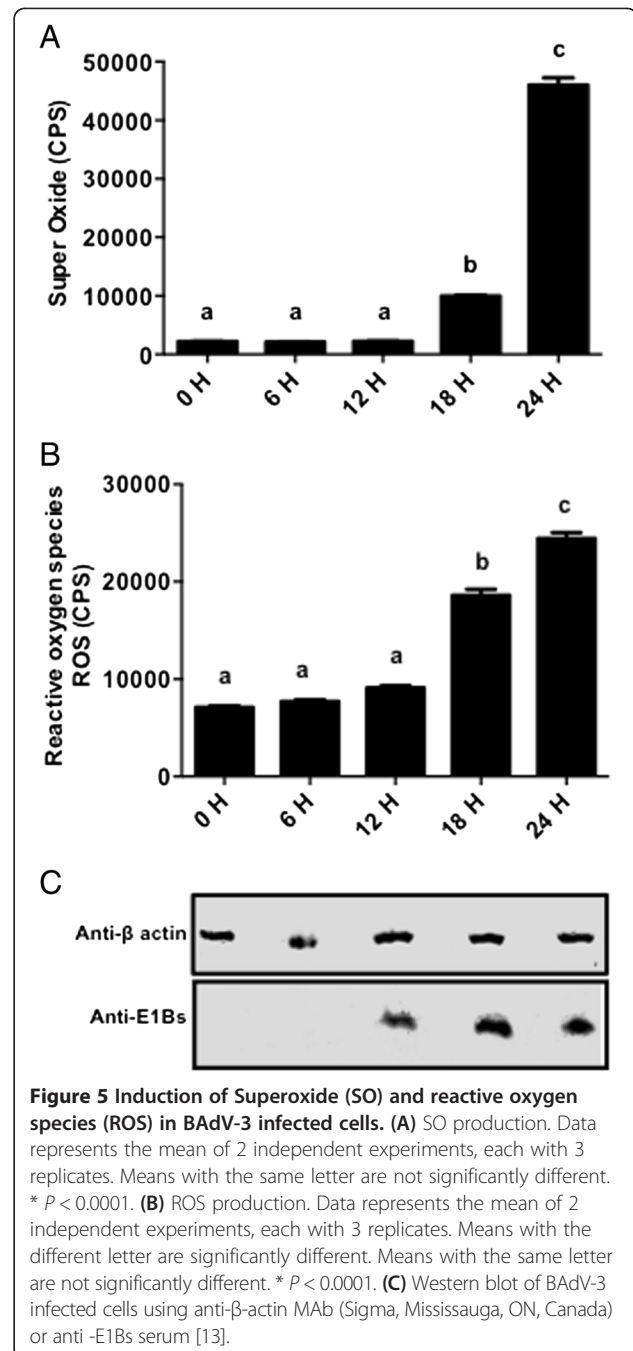 A
50000
40000
30000
20000
10000
0
Super Oxide (CPS)
a
a
a
b
c
0 H
6 H
12 H
18 H
24 H
B
30000
20000
10000
0
Reactive oxygen species
ROS (CPS)
a
a
a
b
c
0 H
6 H
12 H
18 H
24 H
C
Anti-β actin
Anti-E1Bs
Figure 5 Induction of Superoxide (SO) and reactive oxygen
species (ROS) in BAdV-3 infected cells. (A) SO production. Data
represents the mean of 2 independent experiments, each with 3
replicates. Means with the same letter are not significantly different.
* P < 0.0001. (B) ROS production. Data represents the mean of 2
independent experiments, each with 3 replicates. Means with the
different letter are significantly different. Means with the same letter
are not significantly different. * P < 0.0001. (C) Western blot of BAdV-3
infected cells using anti-β-actin MAb (Sigma, Mississauga, ON, Canada)
or anti -E1Bs serum [13].